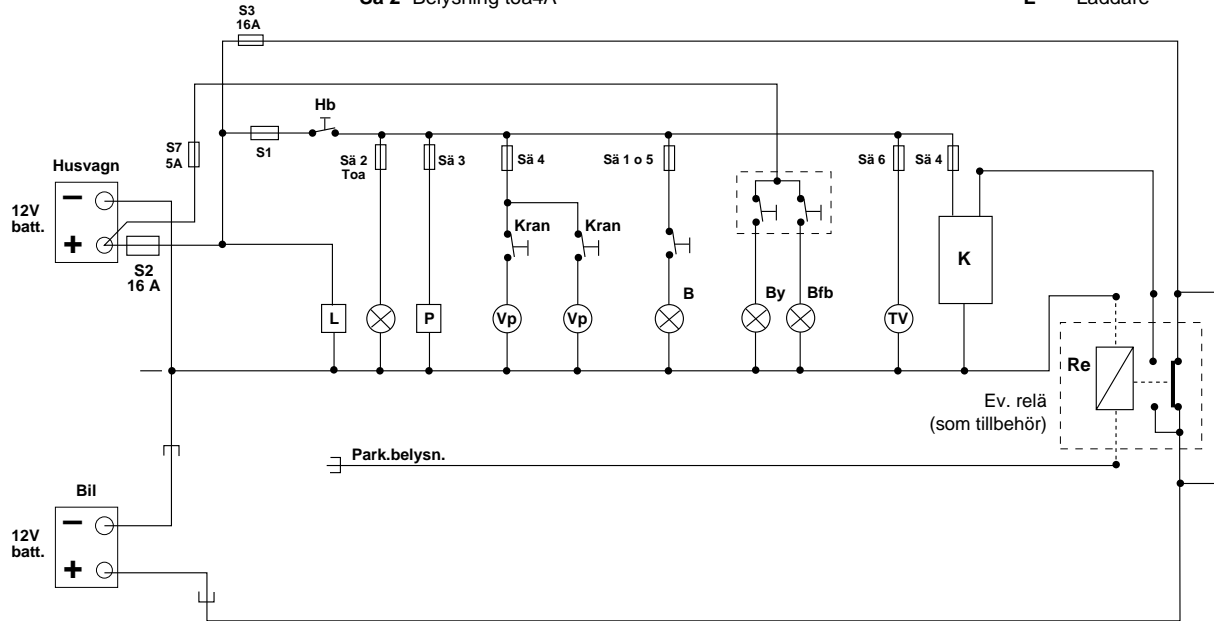 Sä 2 Belysning toa4A
L Laddare
S3
16A
Hb
S7
5A
S1
Sä 2
Toa
Sä 3
Sä 4
Sä 1 o 5
Sä 6
Sä 4
Husvagn
12V
batt.
−
+
S2
16 A
Kran
Kran
K
B
By
Bfb
L
P
Vp
Vp
TV
Re
Ev. relä
(som tillbehör)
Park.belysn.
Bil
12V
batt.
−
+